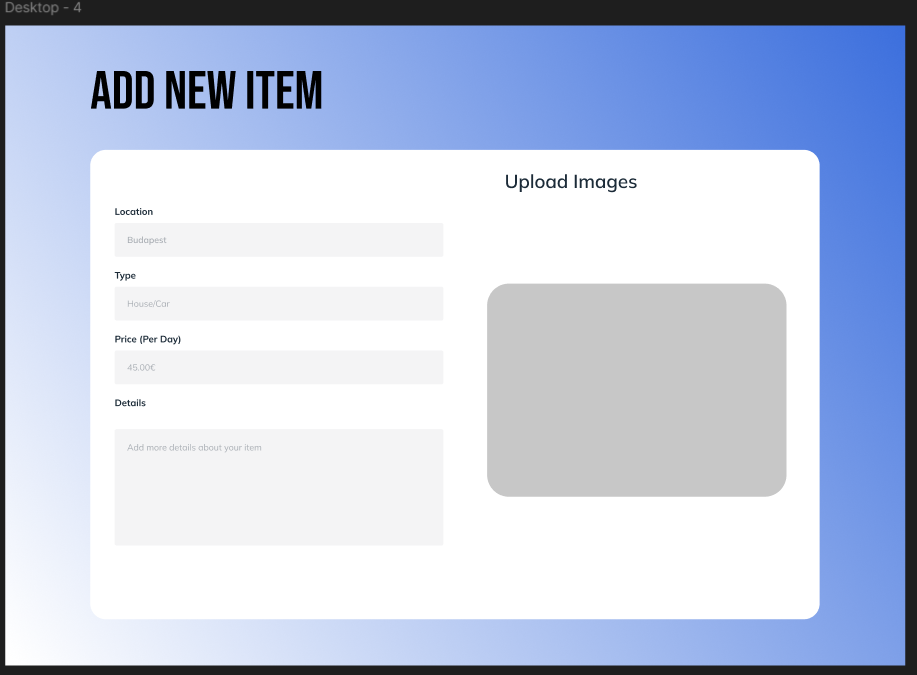 Desktop - 4
ADD NEW ITEM
Upload Images
Location
Budapest
Type
House/Car
Price (Per Day)
45.00€
Details
Add more details about your item